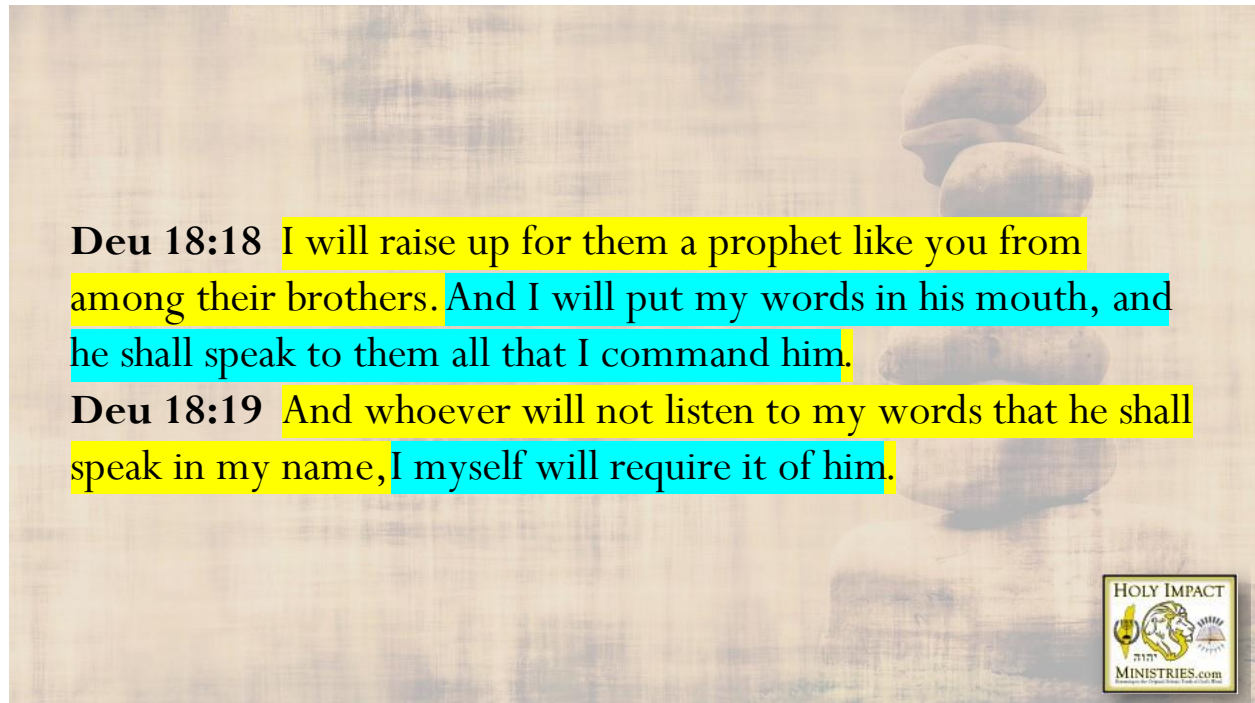 Deu 18:18 I will raise up for them a prophet like you from
among their brothers. And I will put my words in his mouth, and
he shall speak to them all that I command him.
Deu 18:19 And whoever will not listen to my words that he shall
speak in my name, I myself will require it of him.
HOLY IMPACT
יהוה
MINISTRIES.com